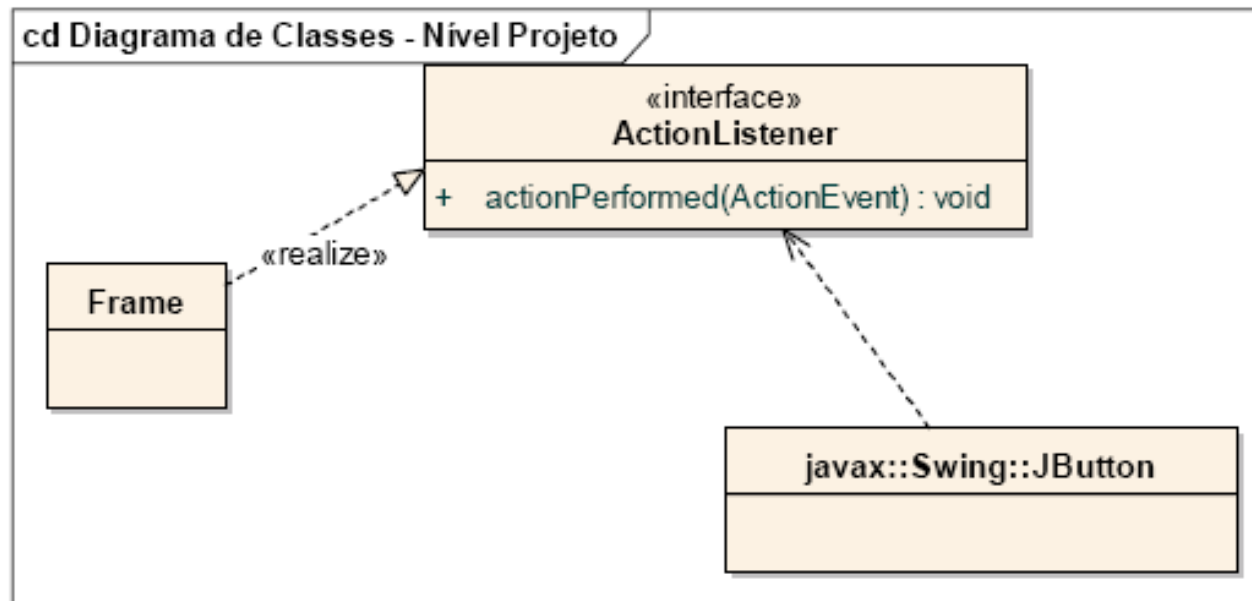 cd Diagrama de Classes - Nível Projeto
«interface»
ActionListener
+ actionPerformed(ActionEvent) : void
«realize»
Frame
javax::Swing::JButton